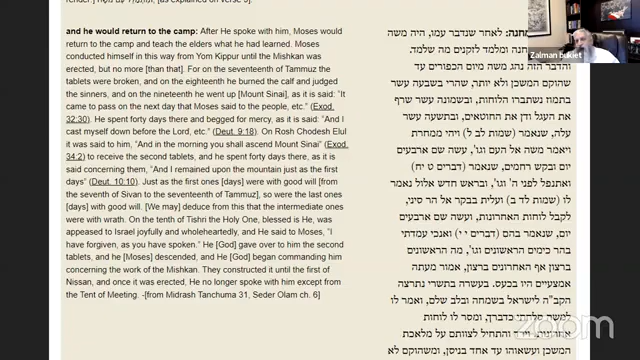 render.]
[as explained on verse 9].
and he would return to the camp: After He spoke with him, Moses would
return to the camp and teach the elders what he had learned. Moses
conducted himself in this way from Yom Kippur until the Mishkan was
erected, but no more [than that]. For on the seventeenth of Tammuz the
tablets were broken, and on the eighteenth he burned the calf and judged
the sinners, and on the nineteenth he went up [Mount Sinai], as it is said: “It
came to pass on the next day that Moses said to the people, etc.” (Exod.
32:30). He spent forty days there and begged for mercy, as it is said: “And I
cast myself down before the Lord, etc.” (Deut. 9:18). On Rosh Chodesh Elul
it was said to him, “And in the morning you shall ascend Mount Sinai” (Exod.
34:2) to receive the second tablets, and he spent forty days there, as it is
said concerning them, “And I remained upon the mountain just as the first
days” (Deut. 10:10). Just as the first ones [days] were with good will [from
the seventh of Sivan to the seventeenth of Tammuz], so were the last ones
[days] with good will. [We may] deduce from this that the intermediate ones
were with wrath. On the tenth of Tishri the Holy One, blessed is He, was
appeased to Israel joyfully and wholeheartedly, and He said to Moses, “I
have forgiven, as you have spoken.” He [God] gave over to him the second
tablets, and he [Moses] descended, and He [God] began commanding him
concerning the work of the Mishkan. They constructed it until the first of
Nissan, and once it was erected, He no longer spoke with him except from
the Tent of Meeting. -[from Midrash Tanchuma 31, Seder Olam ch. 6]
מחנה: לאחר שנדבר עמו, היה משה
חנה ומלמד לזקנים מה שלמד.
והדבר הזה נהג משה מיום הכפורים עד
שהוקם המשכן ולא יותר, שהרי בשבעה עשר
בתמוז נשתברו הלוחות, ובשמונה עשר שרף
את העגל ודן את החוטאים, ובתשעה עשר
עלה, שנאמר (שמות לב ל) ויהי ממחרת
ויאמר משה אל העם וגו', עשה שם ארבעים
יום ובקש רחמים, שנאמר (דברים ט יח)
ואתנפל לפני ה' וגו', ובראש חדש אלול נאמר
לו (שמות לד ב) ועלית בבקר אל הר סיני,
לקבל לוחות האחרונות, ועשה שם ארבעים
יום, שנאמר בהם (דברים י י) ואנכי עמדתי
בהר כימים הראשונים וגו', מה הראשונים
ברצון אף האחרונים ברצון, אמור מעתה
אמצעיים היו בכעס. בעשרה בתשרי נתרצה
הקב"ה לישראל בשמחה ובלב שלם, ואמר לו
למשה סלחתי כדברך, ומסר לו לוחות
אחרונות, וירד והתחיל לצוותם על מלאכת
המשכן ועשאוהו עד אחד בניסן, ומשהוקם לא
Zalman Bukiet
zoom